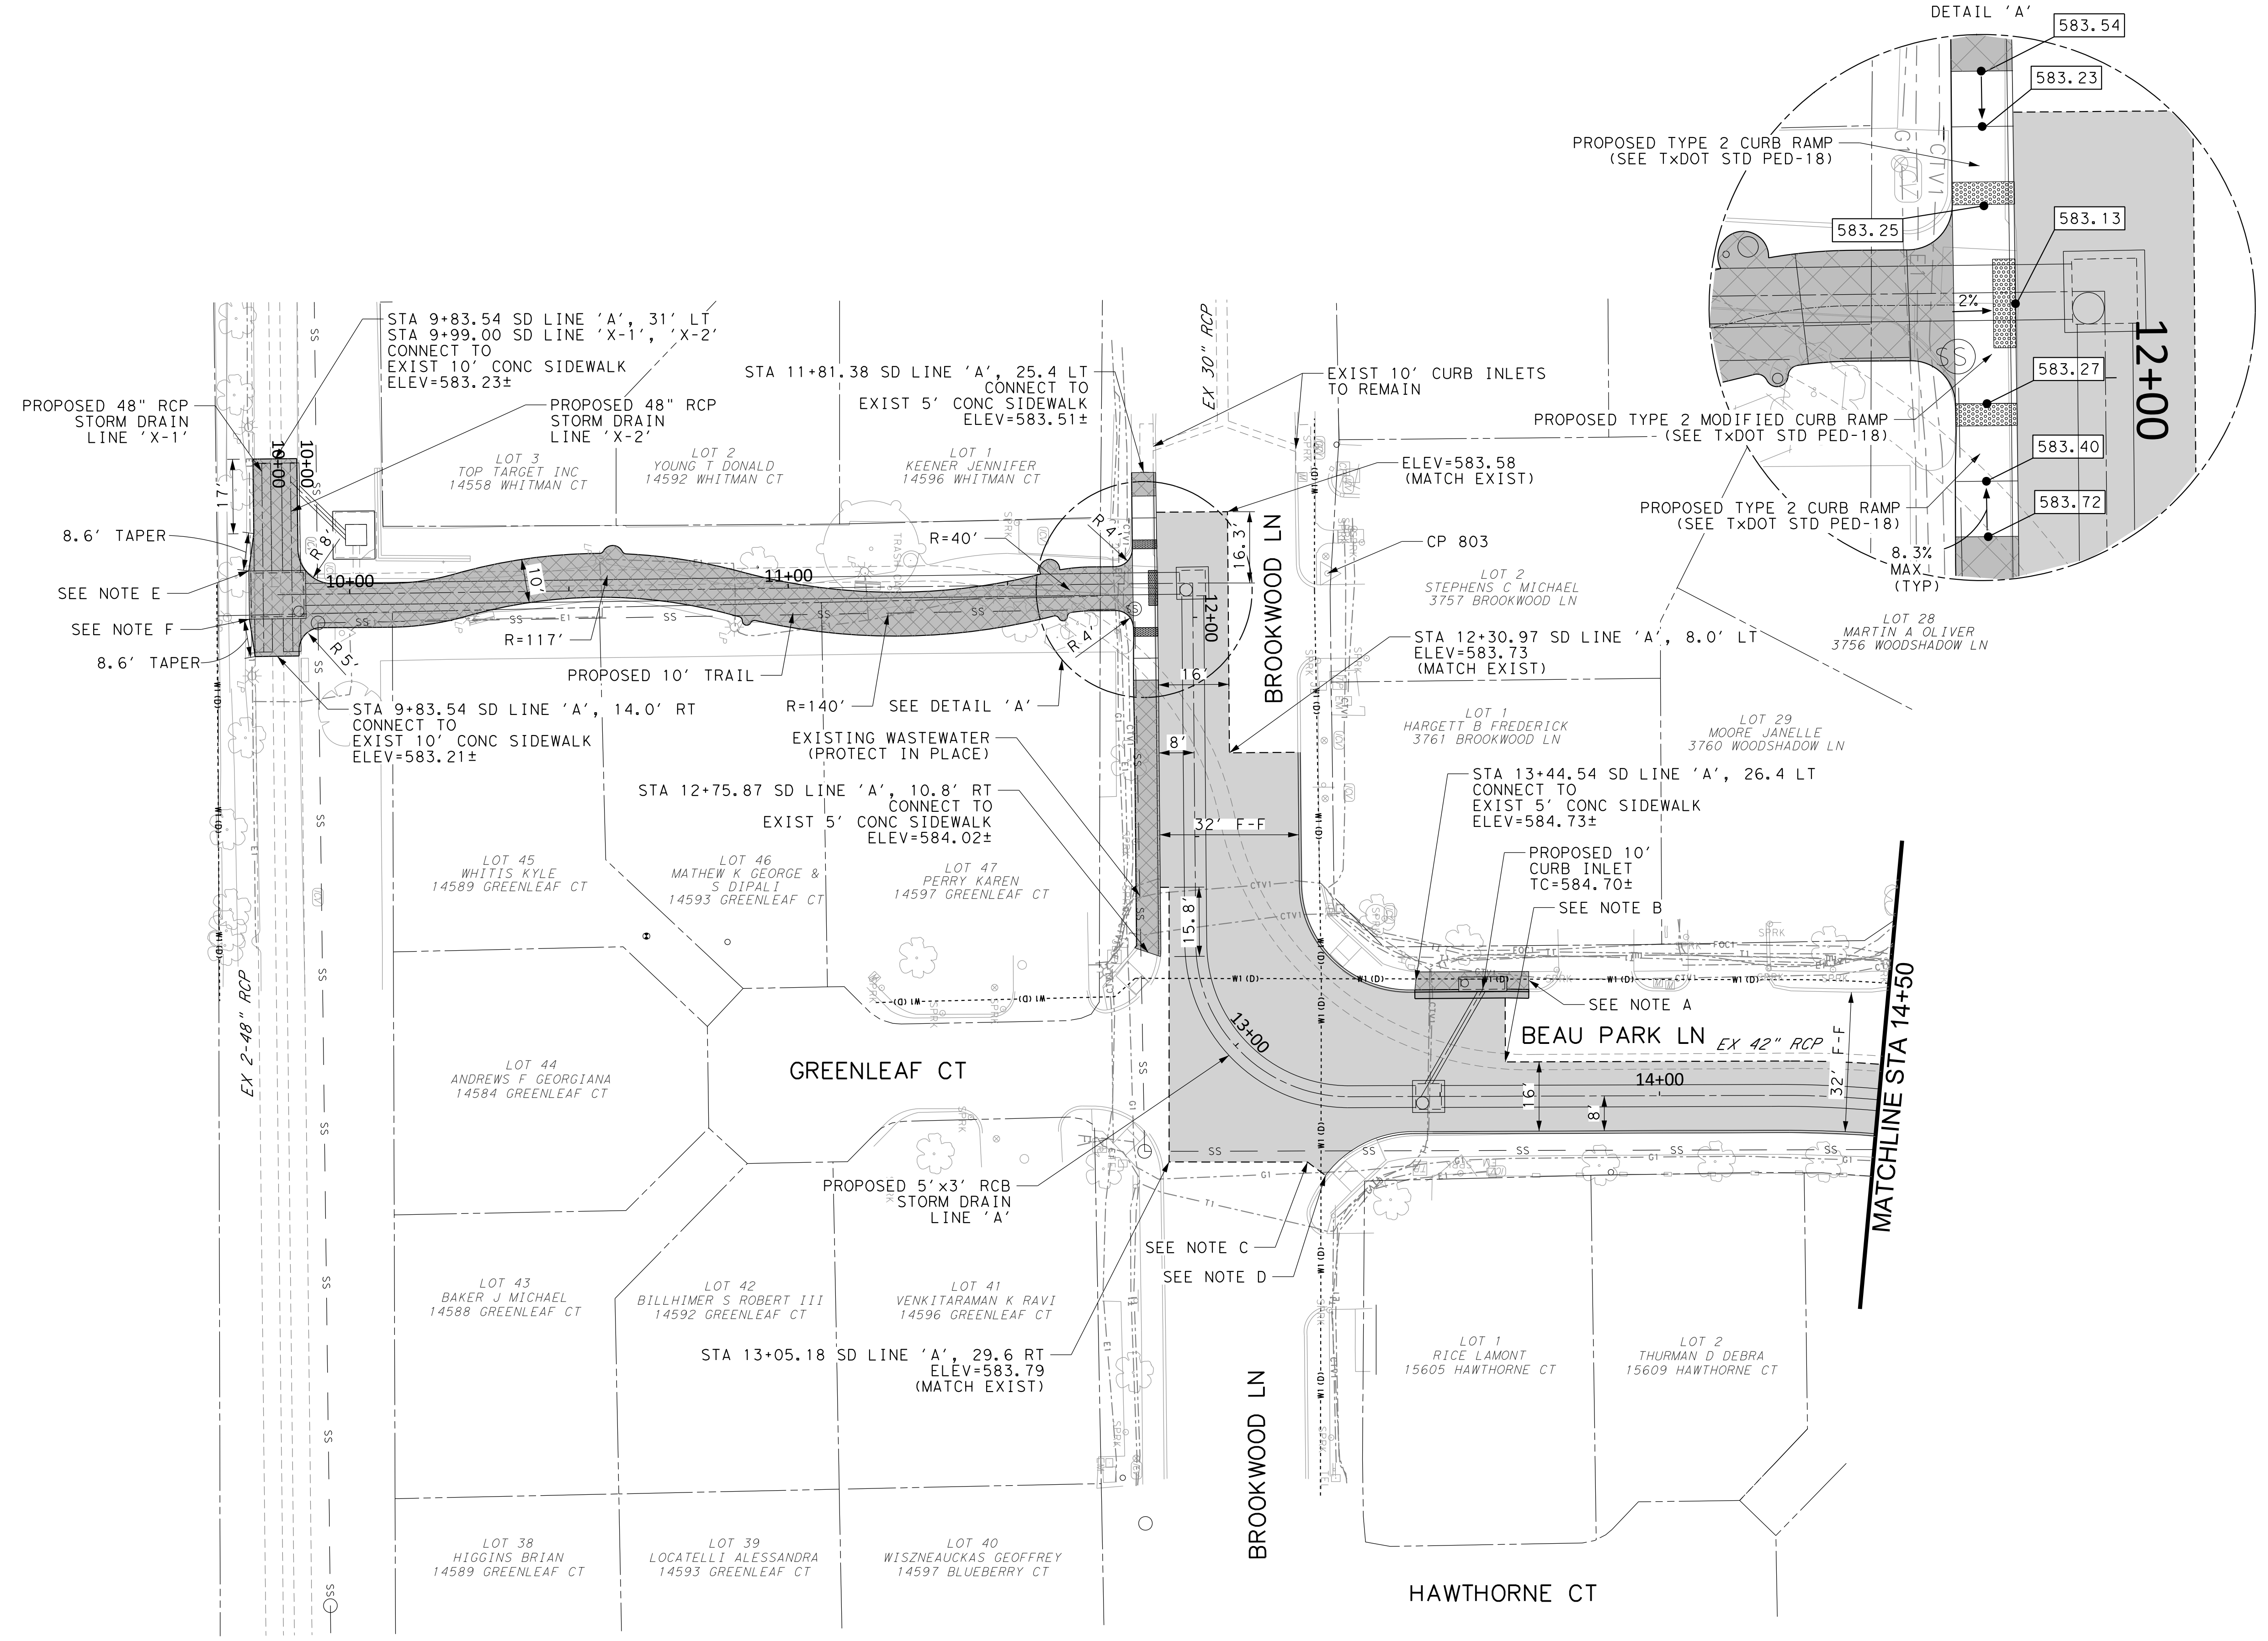 DETAIL 'A'
583.54
583.23
PROPOSED TYPE 2 CURB RAMP
(SEE TxDOT STD PED-18)
583.25
583.13
2%
12+00
583.27
PROPOSED TYPE 2 MODIFIED CURB RAMP
(SEE TxDOT STD PED-18)
583.40
583.72
PROPOSED TYPE 2 CURB RAMP
(SEE TxDOT STD PED-18)
8.3%
MAX.
(TYP)
G1
CTV1
E1
SS
STA 9+83.54 SD LINE 'A', 31' LT
STA 9+99.00 SD LINE 'X-1', 'X-2'
CONNECT TO
EXIST 10' CONC SIDEWALK
ELEV=583.23±
PROPOSED 48" RCP
STORM DRAIN
LINE 'X-1'
PROPOSED 48" RCP
STORM DRAIN
LINE 'X-2'
10+00
10+00
17'
8.6' TAPER
SEE NOTE E
SEE NOTE F
8.6' TAPER
R 8'
R 5'
10+00
10'
11+00
R=117'
PROPOSED 10' TRAIL
R=140'
SEE DETAIL 'A'
R=40'
R 4'
R 4'
STA 11+81.38 SD LINE 'A', 25.4 LT
CONNECT TO
EXIST 5' CONC SIDEWALK
ELEV=583.51±
EX 30" RCP
EXIST 10' CURB INLETS
TO REMAIN
ELEV=583.58
(MATCH EXIST)
BROOKWOOD LN
16.3'
CP 803
12+00
16'
8'
STA 12+30.97 SD LINE 'A', 8.0' LT
ELEV=583.73
(MATCH EXIST)
LOT 3
TOP TARGET INC
14558 WHITMAN CT
LOT 2
YOUNG T DONALD
14592 WHITMAN CT
LOT 1
KEENER JENNIFER
14596 WHITMAN CT
LOT 2
STEPHENS C MICHAEL
3757 BROOKWOOD LN
LOT 28
MARTIN A OLIVER
3756 WOODSHADOW LN
LOT 1
HARGETT B FREDERICK
3761 BROOKWOOD LN
LOT 29
MOORE JANELLE
3760 WOODSHADOW LN
STA 9+83.54 SD LINE 'A', 14.0' RT
CONNECT TO
EXIST 10' CONC SIDEWALK
ELEV=583.21±
EXISTING WASTEWATER
(PROTECT IN PLACE)
STA 12+75.87 SD LINE 'A', 10.8' RT
CONNECT TO
EXIST 5' CONC SIDEWALK
ELEV=584.02±
32' F-F
15.8'
STA 13+44.54 SD LINE 'A', 26.4 LT
CONNECT TO
EXIST 5' CONC SIDEWALK
ELEV=584.73±
PROPOSED 10'
CURB INLET
TC=584.70±
SEE NOTE B
SEE NOTE A
LOT 45
WHITIS KYLE
14589 GREENLEAF CT
LOT 46
MATHEW K GEORGE &
S DIPALI
14593 GREENLEAF CT
LOT 47
PERRY KAREN
14597 GREENLEAF CT
EX 2-48" RCP
LOT 44
ANDREWS F GEORGIANA
14584 GREENLEAF CT
GREENLEAF CT
13+00
BEAU PARK LN
EX 42" RCP
14+00
16'
8'
32' F-F
MATCHLINE STA 14+50
PROPOSED 5'x3' RCB
STORM DRAIN
LINE 'A'
SEE NOTE C
SEE NOTE D
LOT 43
BAKER J MICHAEL
14588 GREENLEAF CT
LOT 42
BILLHIMER S ROBERT III
14592 GREENLEAF CT
LOT 41
VENKITARAMAN K RAVI
14596 GREENLEAF CT
STA 13+05.18 SD LINE 'A', 29.6 RT
ELEV=583.79
(MATCH EXIST)
LOT 1
RICE LAMONT
15605 HAWTHORNE CT
LOT 2
THURMAN D DEBRA
15609 HAWTHORNE CT
BROOKWOOD LN
LOT 38
HIGGINS BRIAN
14589 GREENLEAF CT
LOT 39
LOCATELLI ALESSANDRA
14593 GREENLEAF CT
LOT 40
WISZNEAUCKAS GEOFFREY
14597 BLUEBERRY CT
HAWTHORNE CT